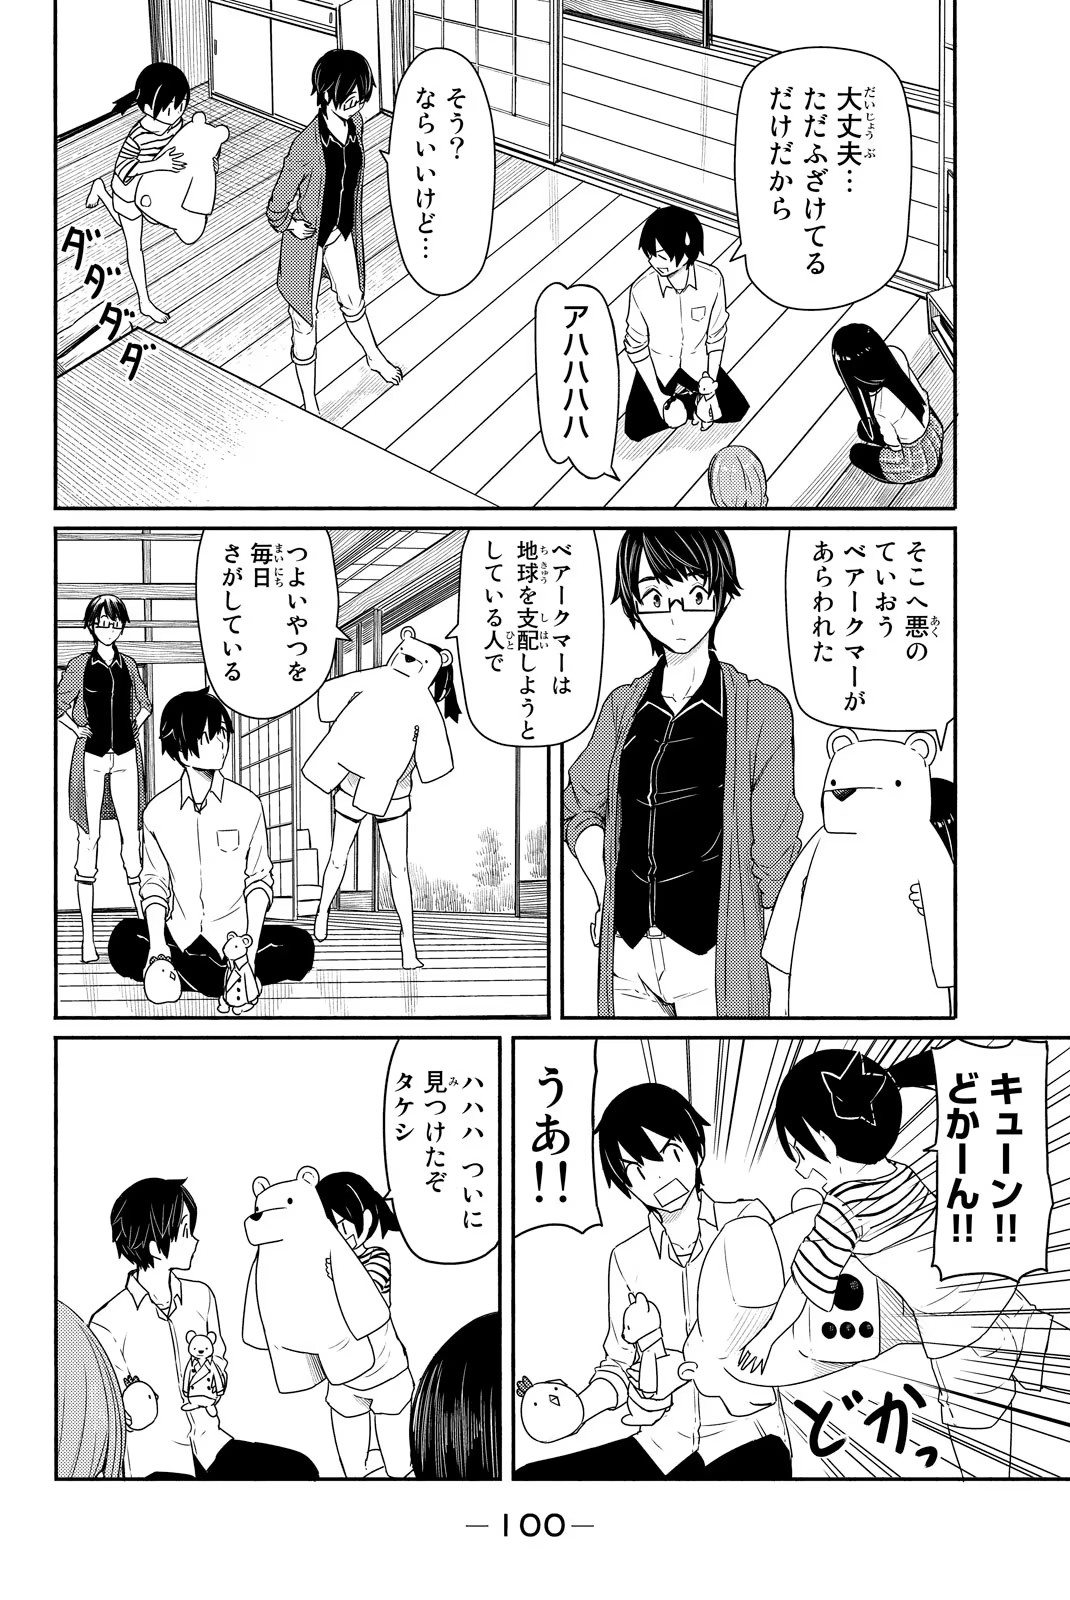 大丈夫…
ただふざけてる
だけだから
アハハハハ
そう?
ならいいけど…
ダダダダダ
そこへ悪の
ていおう
ベアークマーが
あらわれた
ベアークマーは
地球を支配しようと
している人で
つよいやつを
毎日
さがしている
キューン!!
どかーん!!
うあ!!
どかっ
ハハハ ついに
見つけたぞ
タケシ
—100—